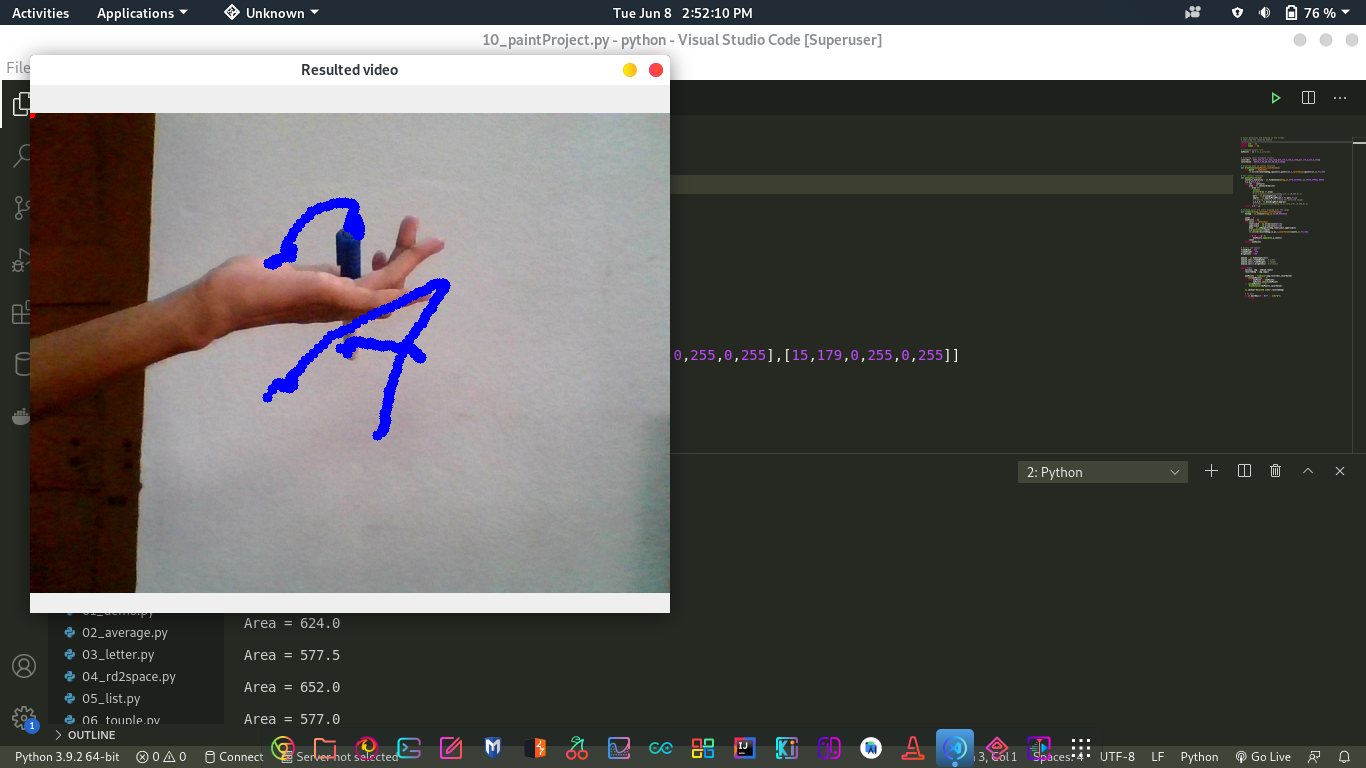 Activities Applications Unknown Tue Jun 8 2:52:10 PM 76 %
10_paintProject.py - python - Visual Studio Code [Superuser]
File
Resulted video
A
0,255,0,255],[15,179,0,255,0,255]]
2: Python
01_demo.py
02_average.py
03_letter.py
04_rd2space.py
05_list.py
06_touple.py
OUTLINE
Area = 624.0
Area = 577.5
Area = 652.0
Area = 577.0
1
Python 3.9.2 64-bit 0 0 Connect Server not selected 3, Col 1 Spaces: 4 UTF-8 LF Python Go Live